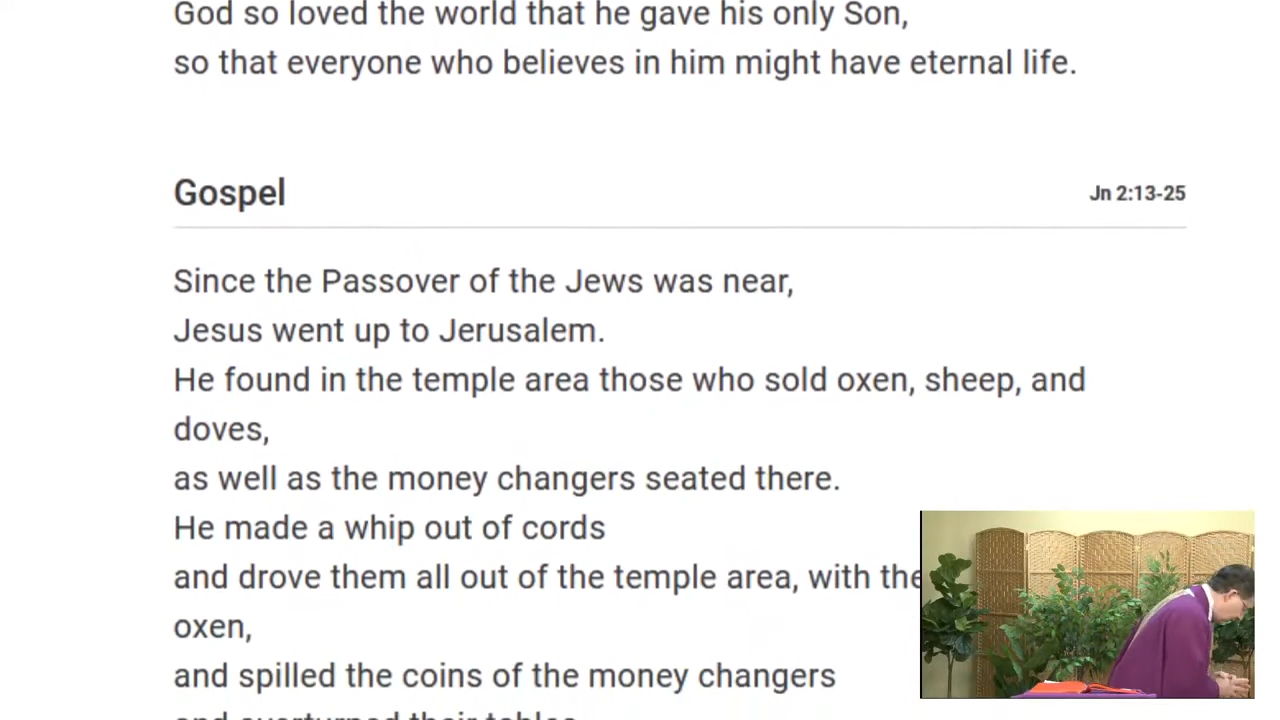 God so loved the world that he gave his only Son,
so that everyone who believes in him might have eternal life.
Gospel
Jn 2:13-25
Since the Passover of the Jews was near,
Jesus went up to Jerusalem.
He found in the temple area those who sold oxen, sheep, and
doves,
as well as the money changers seated there.
He made a whip out of cords
and drove them all out of the temple area, with the
oxen,
and spilled the coins of the money changers
and overturned their tables